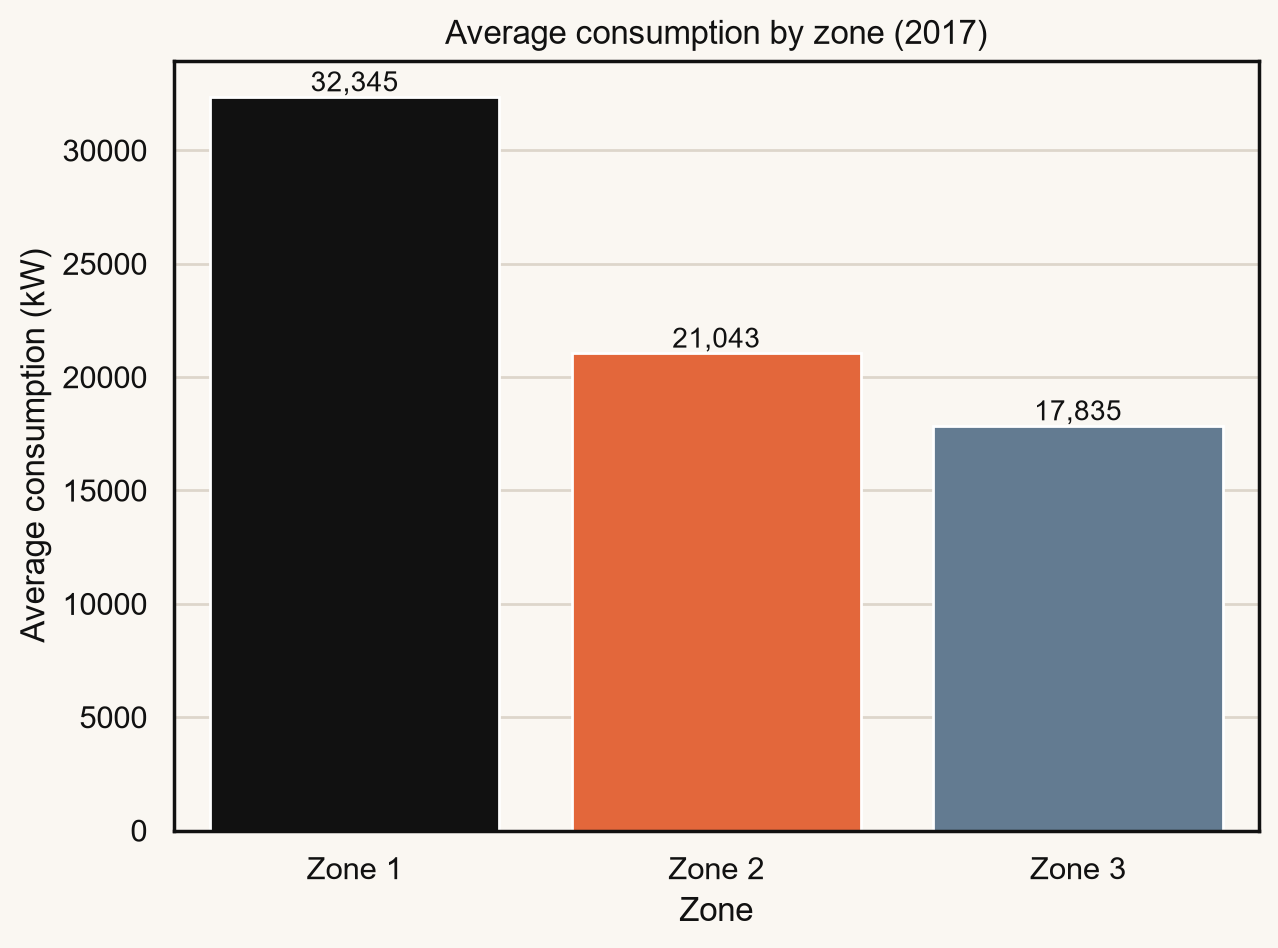 Average consumption by zone (2017)
32,345
21,043
17,835
30000
25000
20000
15000
10000
5000
0
Average consumption (kW)
Zone 1
Zone 2
Zone 3
Zone